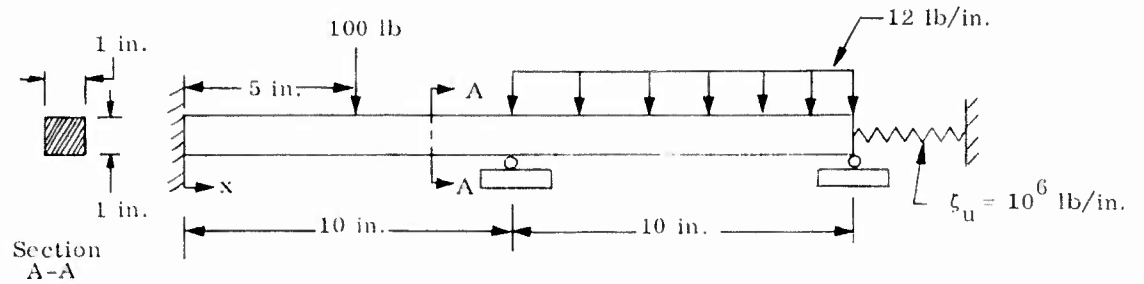 100 lb
12 lb/in.
1 in.
5 in.
A
x
A
1 in.
10 in.
10 in.
ζu = 10^6 lb/in.
Section
A-A